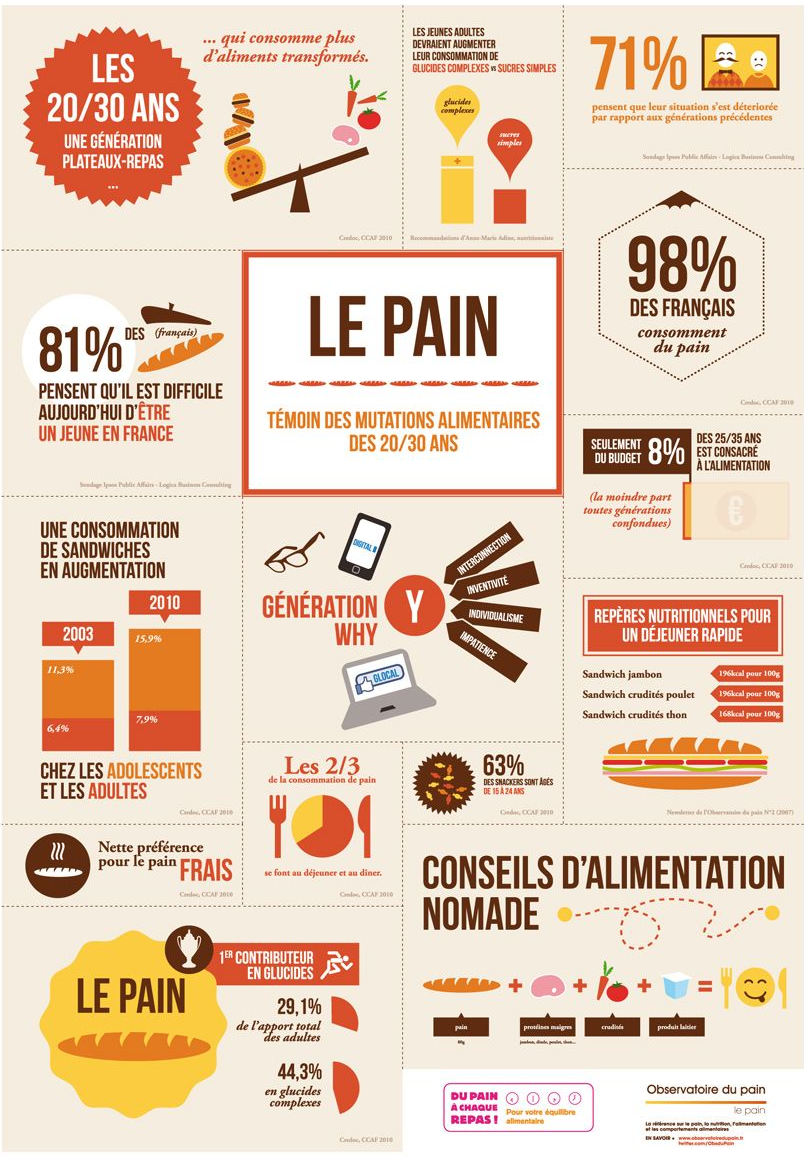 LES
20/30 ANS
UNE GÉNÉRATION
PLATEAUX-REPAS
...
... qui consomme plus
d'aliments transformés.
Credoc, CCAF 2010
LES JEUNES ADULTES
DEVRAIENT AUGMENTER
LEUR CONSOMMATION DE
GLUCIDES COMPLEXES vs SUCRES SIMPLES
glucides
complexes
sucres
simples
+
-
Recommandations d'Anne-Marie Adine, nutritionniste
71%
pensent que leur situation s'est déteriorée
par rapport aux générations précédentes
Sondage Ipsos Public Affairs - Logica Business Consulting
98%
DES FRANÇAIS
consomment
du pain
Credoc, CCAF 2010
81% DES (français)
PENSENT QU'IL EST DIFFICILE
AUJOURD'HUI D'ÊTRE
UN JEUNE EN FRANCE
Sondage Ipsos Public Affairs - Logica Business Consulting
LE PAIN
TÉMOIN DES MUTATIONS ALIMENTAIRES
DES 20/30 ANS
SEULEMENT
DU BUDGET
8%
DES 25/35 ANS
EST CONSACRÉ
À L'ALIMENTATION
(la moindre part
toutes générations
confondues)
€
Credoc, CCAF 2010
UNE CONSOMMATION
DE SANDWICHES
EN AUGMENTATION
2003
2010
11,3%
15,9%
6,4%
7,9%
CHEZ LES ADOLESCENTS
ET LES ADULTES
Credoc, CCAF 2010
DIGITAL
GÉNÉRATION
WHY
Y
INTERCONNECTION
INVENTIVITÉ
INDIVIDUALISME
IMPATIENCE
GLOCAL
REPÈRES NUTRITIONNELS POUR
UN DÉJEUNER RAPIDE
Sandwich jambon 196kcal pour 100g
Sandwich crudités poulet 196kcal pour 100g
Sandwich crudités thon 168kcal pour 100g
Newsletter de l'Observatoire du pain N°2 (2007)
Les 2/3
de la consommation de pain
se font au déjeuner et au dîner.
Credoc, CCAF 2010
63%
DES SNACKERS SONT ÂGÉS
DE 15 À 24 ANS
Credoc, CCAF 2010
Nette préférence
pour le pain FRAIS
Credoc, CCAF 2010
LE PAIN
1ER CONTRIBUTEUR
EN GLUCIDES
29,1%
de l'apport total
des adultes
44,3%
en glucides
complexes
Credoc, CCAF 2010
CONSEILS D'ALIMENTATION
NOMADE
+ + + =
pain
protéines maigres
crudités
produit laitier
80g
jambon, dinde, poulet, thon...
DU PAIN
À CHAQUE
REPAS !
Pour votre équilibre
alimentaire
Observatoire du pain
le pain
La référence sur le pain, la nutrition, l'alimentation
et les comportements alimentaires
EN SAVOIR + www.observatoiredupain.fr
twitter.com/ObsduPain